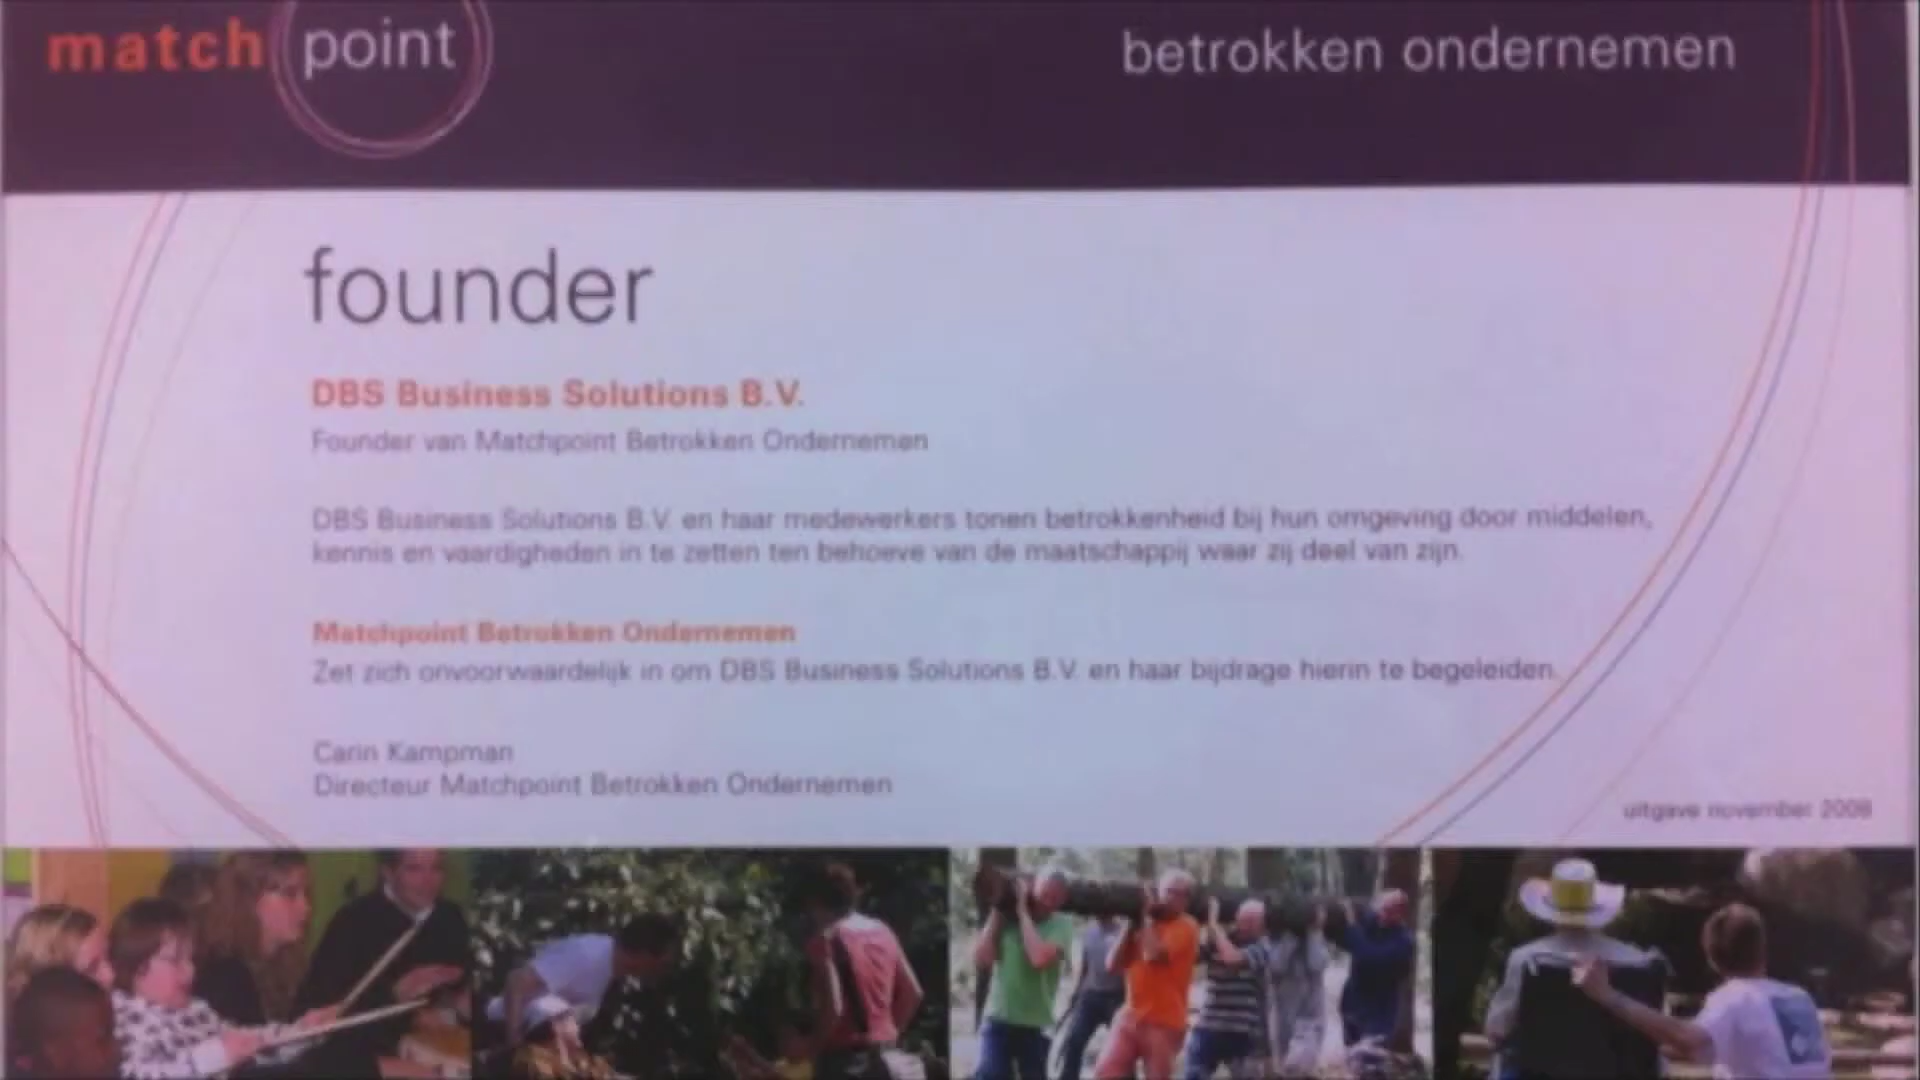 match point
betrokken ondernemen
founder
DBS Business Solutions B.V.
Founder van Matchpoint Betrokken Ondernemen
DBS Business Solutions B.V. en haar medewerkers tonen betrokkenheid bij hun omgeving door middelen,
kennis en vaardigheden in te zetten ten behoeve van de maatschappij waar zij deel van zijn.
Matchpoint Betrokken Ondernemen
Zet zich onvoorwaardelijk in om DBS Business Solutions B.V. en haar bijdrage hierin te begeleiden.
Carin Kampman
Directeur Matchpoint Betrokken Ondernemen
uitgave november 2008